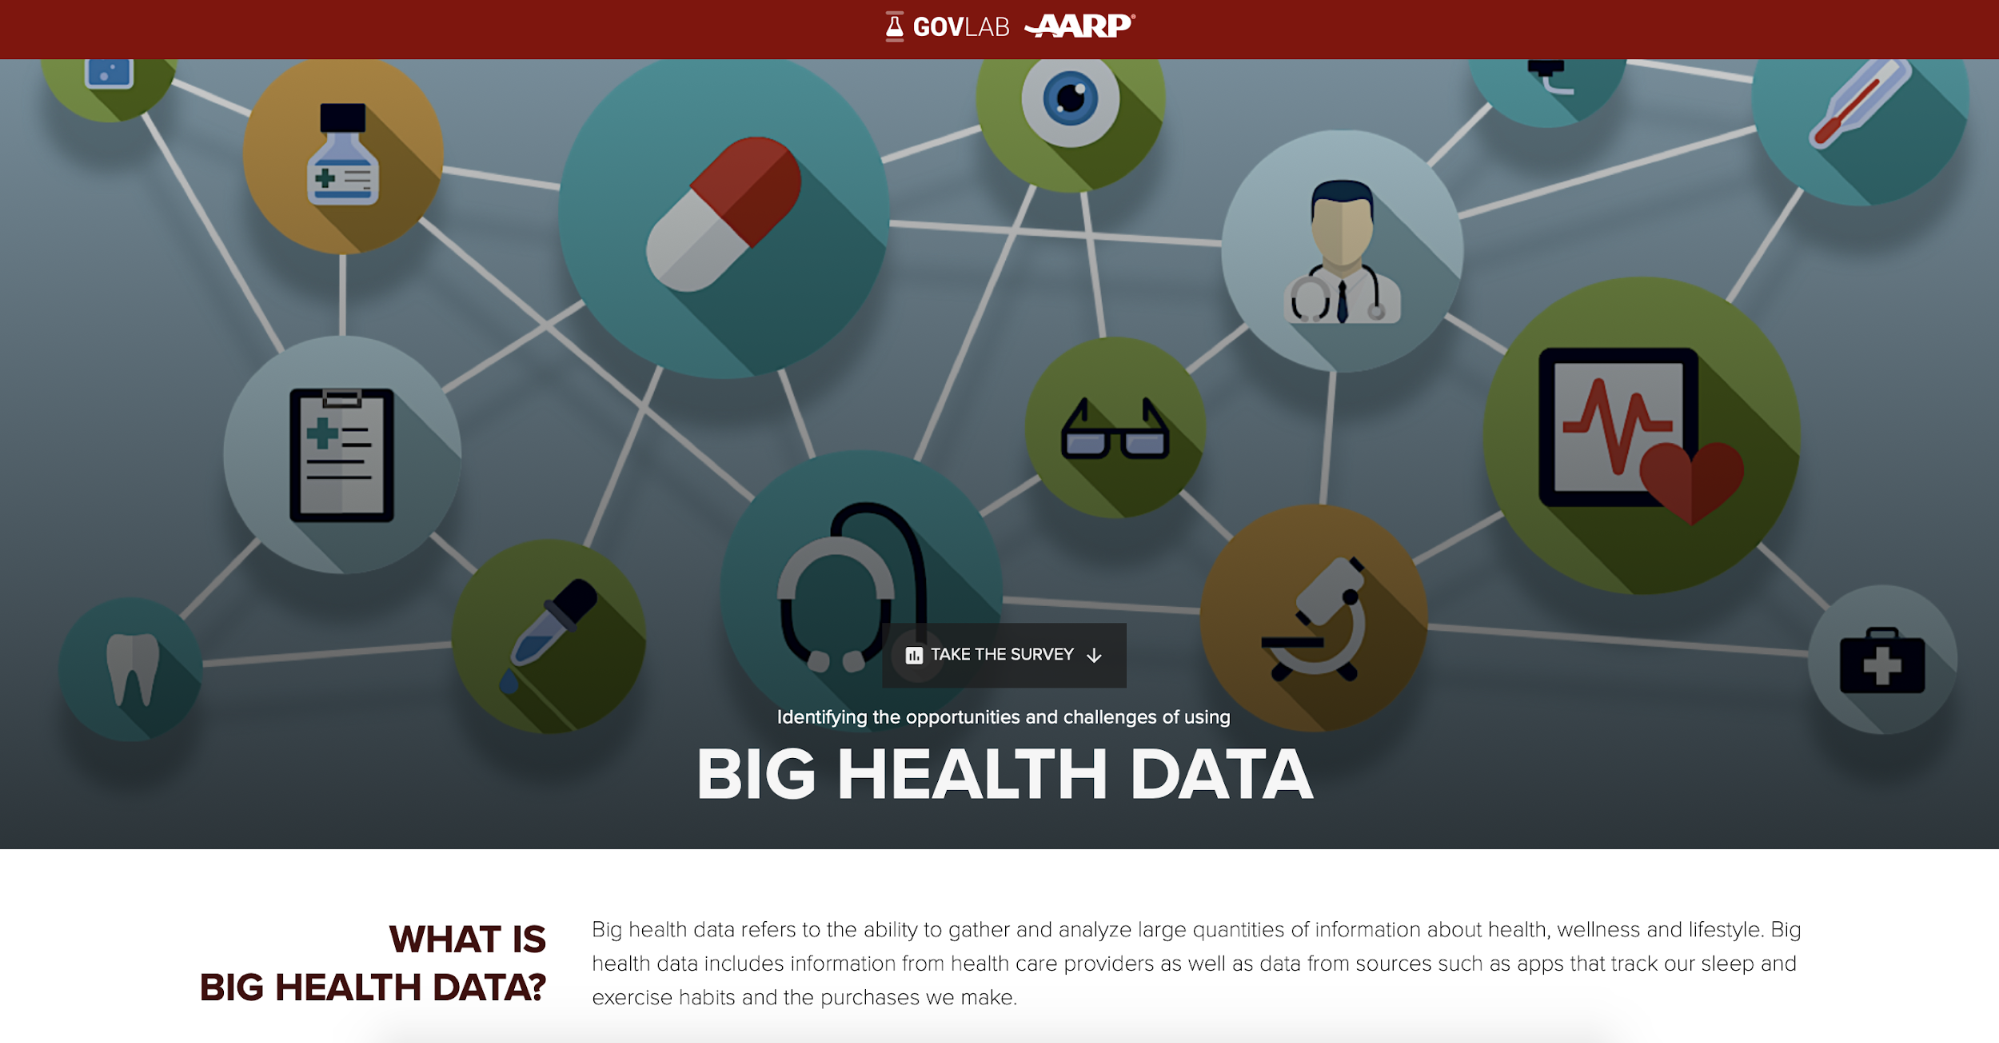 GOVLAB AARP
TAKE THE SURVEY
Identifying the opportunities and challenges of using
BIG HEALTH DATA
WHAT IS
BIG HEALTH DATA?
Big health data refers to the ability to gather and analyze large quantities of information about health, wellness and lifestyle. Big
health data includes information from health care providers as well as data from sources such as apps that track our sleep and
exercise habits and the purchases we make.